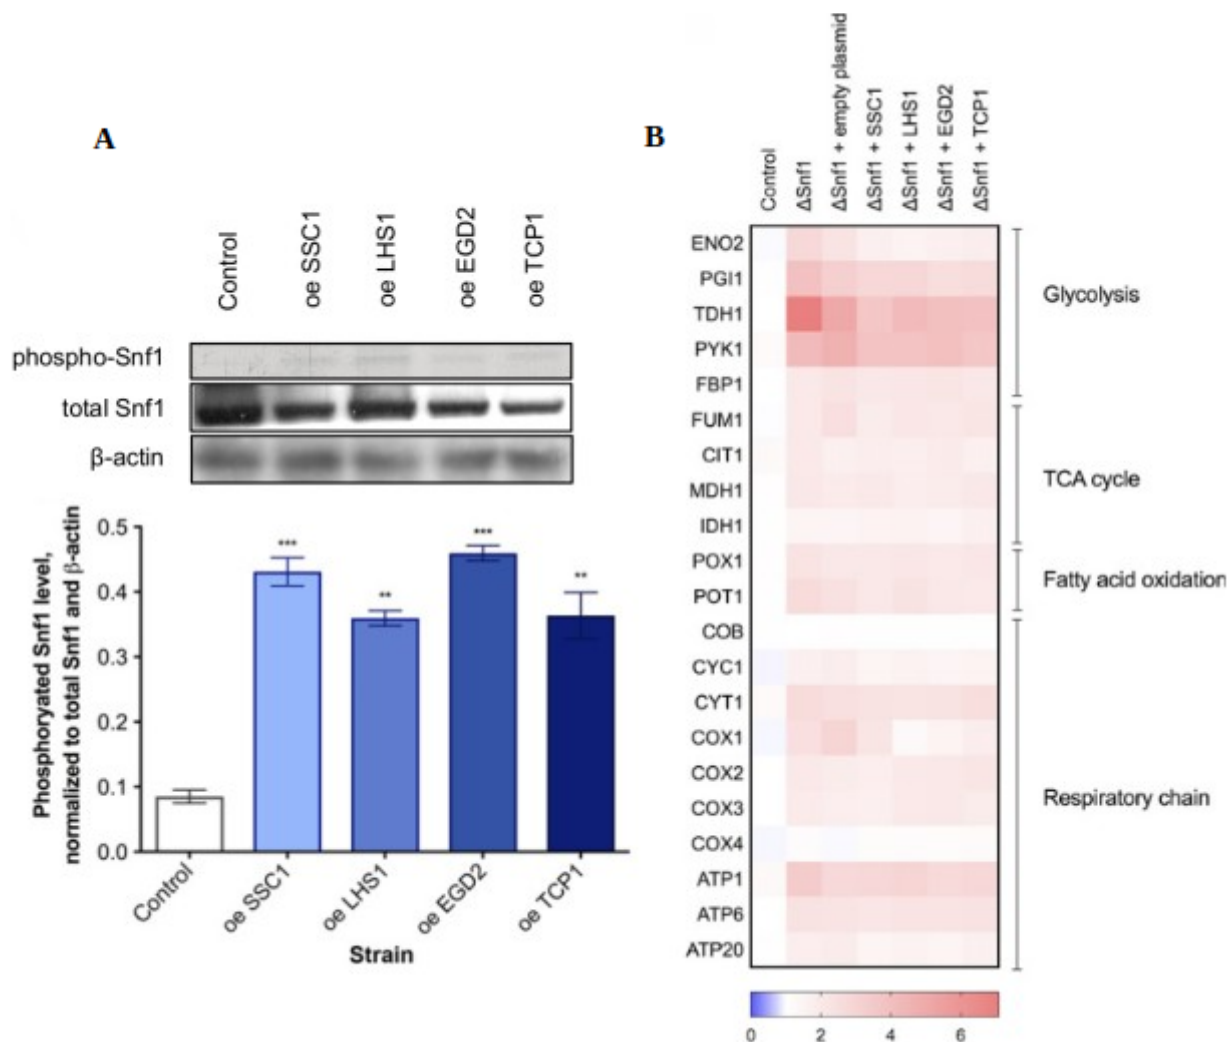 A
Control
oe SSC1
oe LHS1
oe EGD2
oe TCP1
phospho-Snf1
total Snf1
β-actin
Phosphoryated Snf1 level,
normalized to total Snf1 and β-actin
0.5
0.4
0.3
0.2
0.1
0.0
***
**
***
**
Control
oe SSC1
oe LHS1
oe EGD2
oe TCP1
Strain
B
Control
ΔSnf1
ΔSnf1 + empty plasmid
ΔSnf1 + SSC1
ΔSnf1 + LHS1
ΔSnf1 + EGD2
ΔSnf1 + TCP1
ENO2
PGI1
TDH1
PYK1
FBP1
FUM1
CIT1
MDH1
IDH1
POX1
POT1
COB
CYC1
CYT1
COX1
COX2
COX3
COX4
ATP1
ATP6
ATP20
Glycolysis
TCA cycle
Fatty acid oxidation
Respiratory chain
0 2 4 6